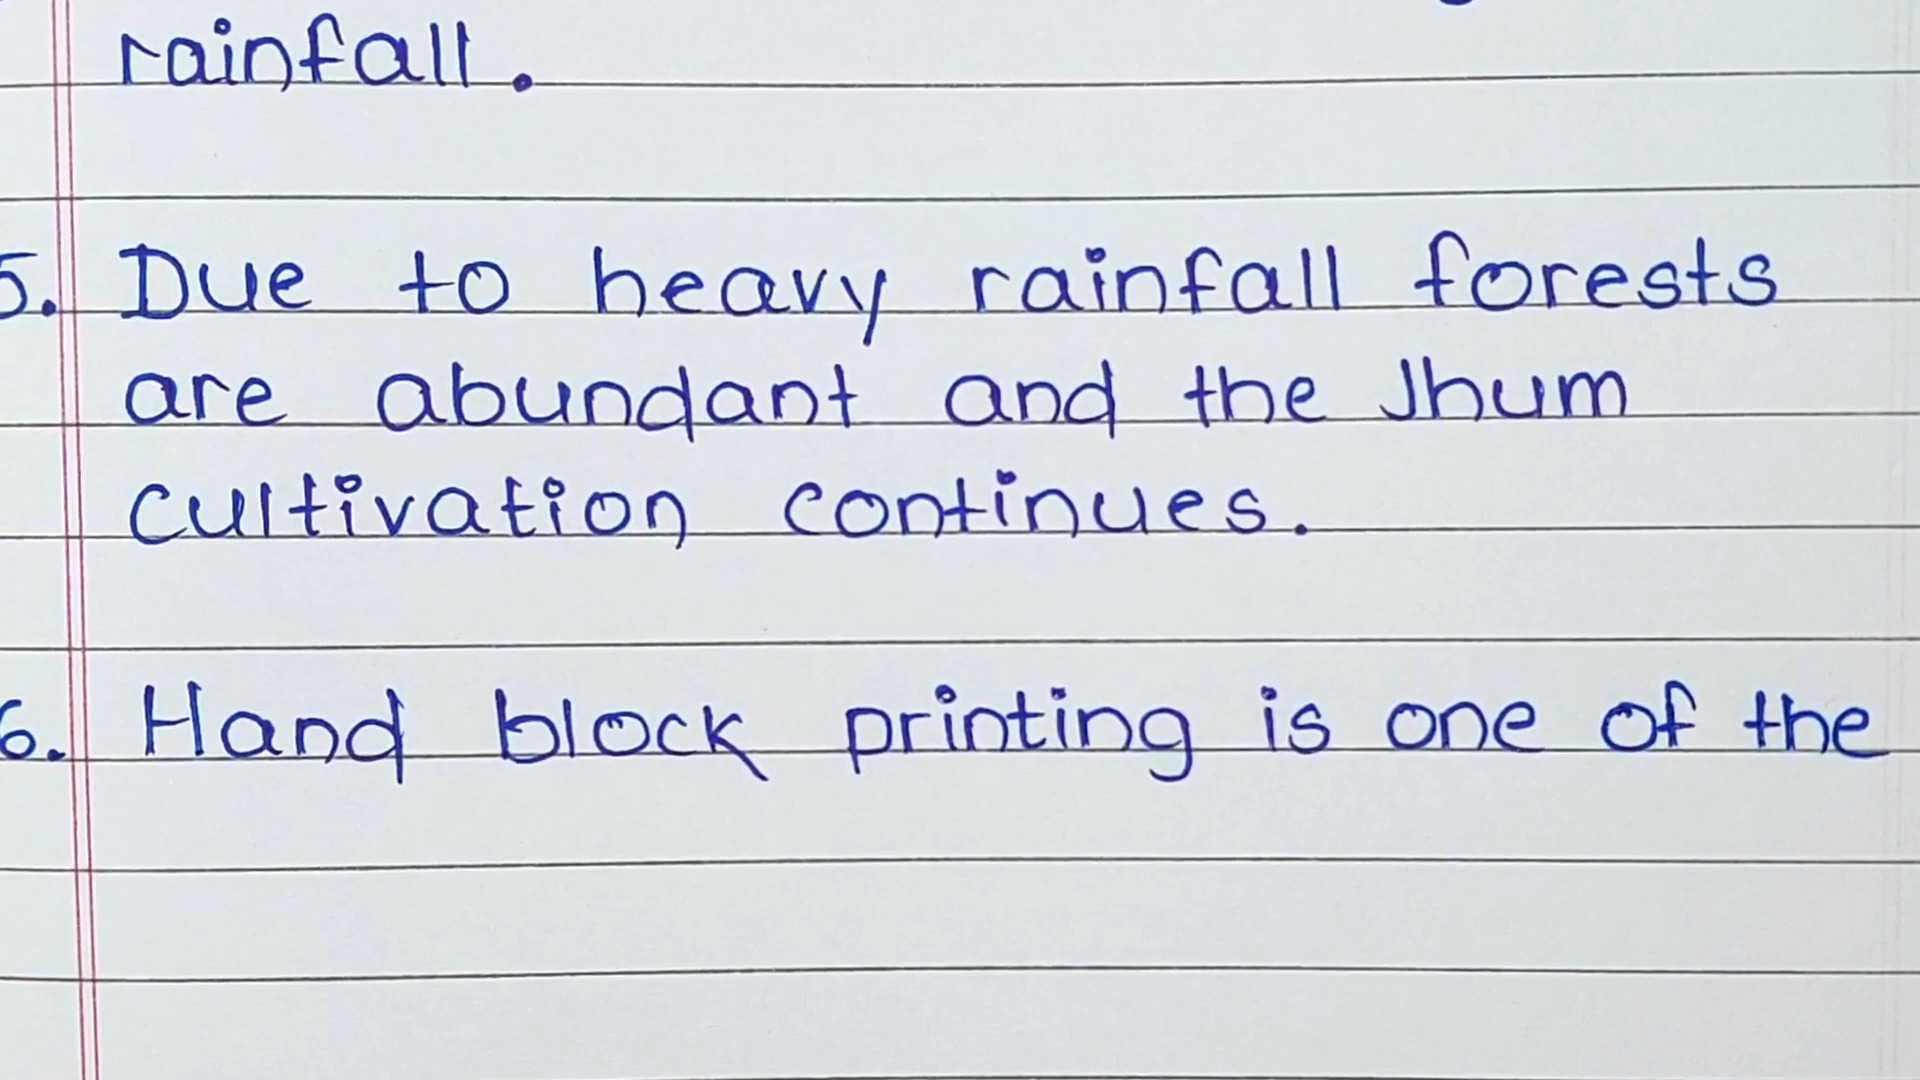 rainfall.
5. Due to heavy rainfall forests
are abundant and the Jhum
cultivation continues.
6. Hand block printing is one of the